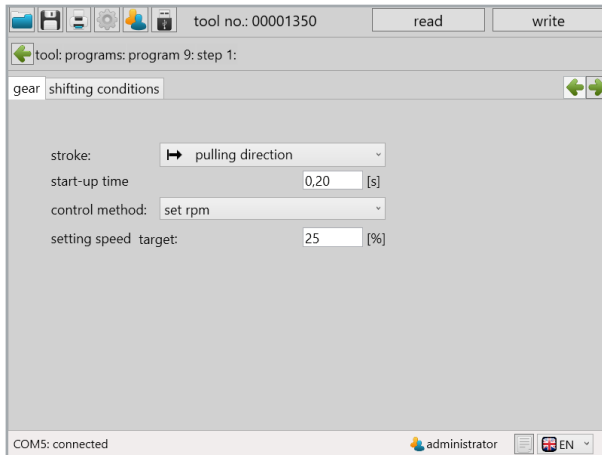 tool no.: 00001350 read write
tool: programs: program 9: step 1:
gear shifting conditions
stroke: pulling direction
start-up time 0,20 [s]
control method: set rpm
setting speed target: 25 [%]
COM5: connected administrator EN